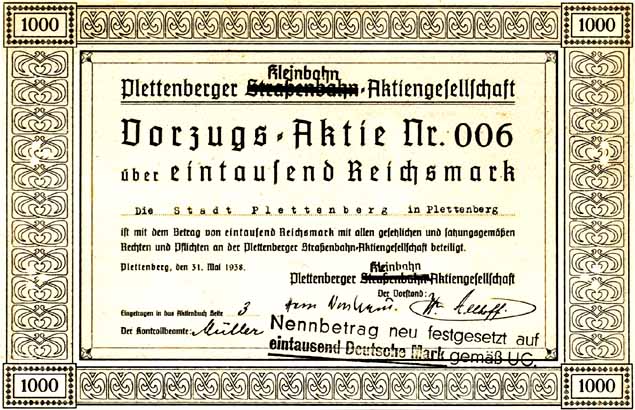 1000 1000
Kleinbahn
Plettenberger Straßenbahn-Aktiengesellschaft
Vorzugs-Aktie Nr. 006
über eintausend Reichsmark
Die Stadt Plettenberg in Plettenberg
ist mit dem Betrag von eintausend Reichsmark mit allen gesetzlichen und satzungsgemäßen
Rechten und Pflichten an der Plettenberger Straßenbahn-Aktiengesellschaft beteiligt.
Plettenberg, den 31. Mai 1938.
Kleinbahn
Plettenberger Straßenbahn-Aktiengesellschaft
Der Vorstand:
Eingetragen in das Aktienbuch Seite 3
Der Kontrollbeamte: Müller
Nennbetrag neu festgesetzt auf
eintausend Deutsche Mark gemäß UG.
1000 1000